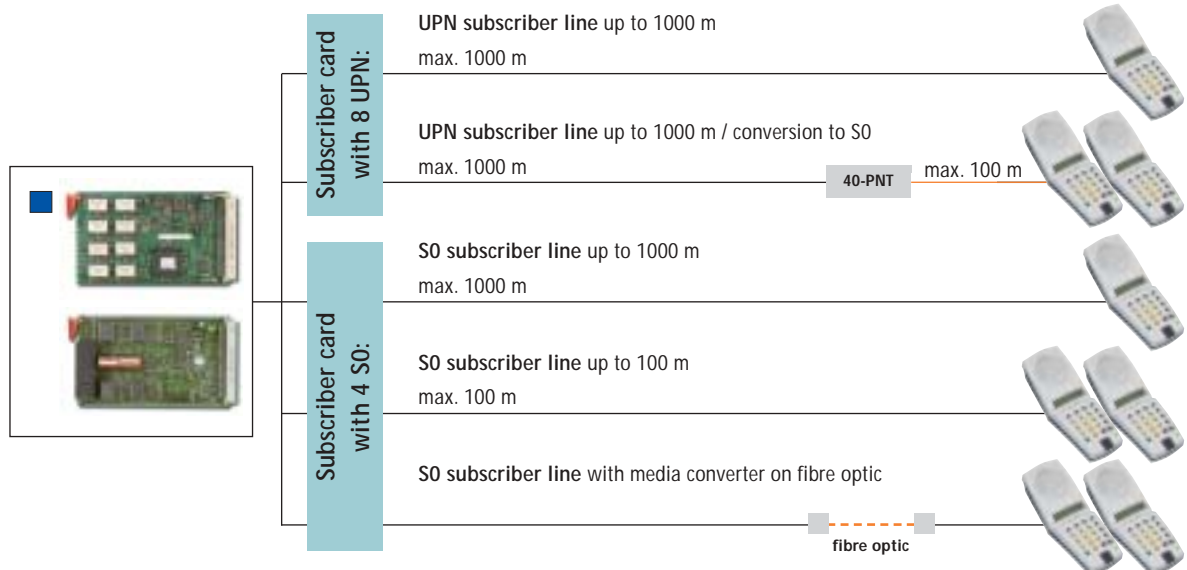 Subscriber card
with 8 UPN:
UPN subscriber line up to 1000 m
max. 1000 m
UPN subscriber line up to 1000 m / conversion to S0
max. 1000 m
40-PNT
max. 100 m
Subscriber card
with 4 S0:
S0 subscriber line up to 1000 m
max. 1000 m
S0 subscriber line up to 100 m
max. 100 m
S0 subscriber line with media converter on fibre optic
fibre optic